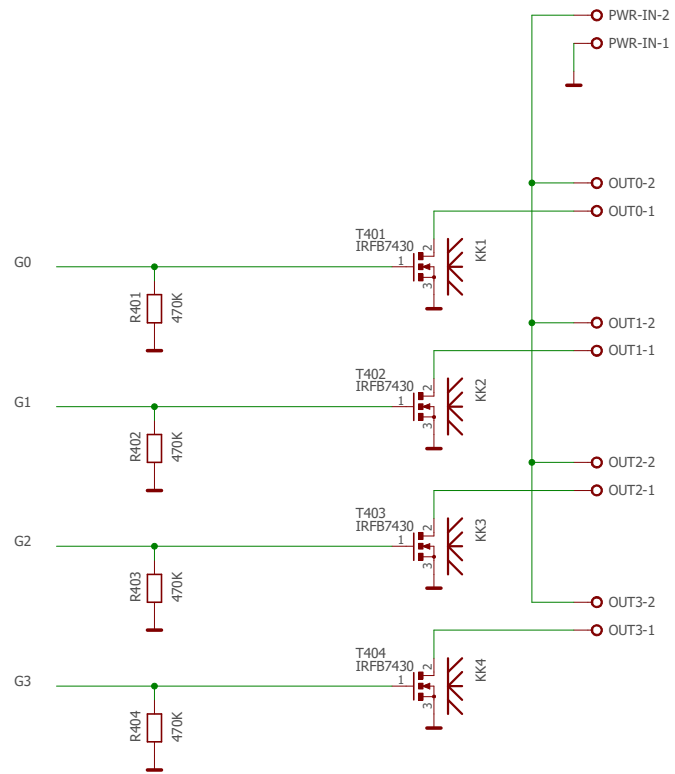 PWR-IN-2
PWR-IN-1
OUT0-2
OUT0-1
T401
IRFB7430
G0
1
2
3
KK1
R401
470K
OUT1-2
OUT1-1
T402
IRFB7430
G1
1
2
3
KK2
R402
470K
OUT2-2
OUT2-1
T403
IRFB7430
G2
1
2
3
KK3
R403
470K
OUT3-2
OUT3-1
T404
IRFB7430
G3
1
2
3
KK4
R404
470K